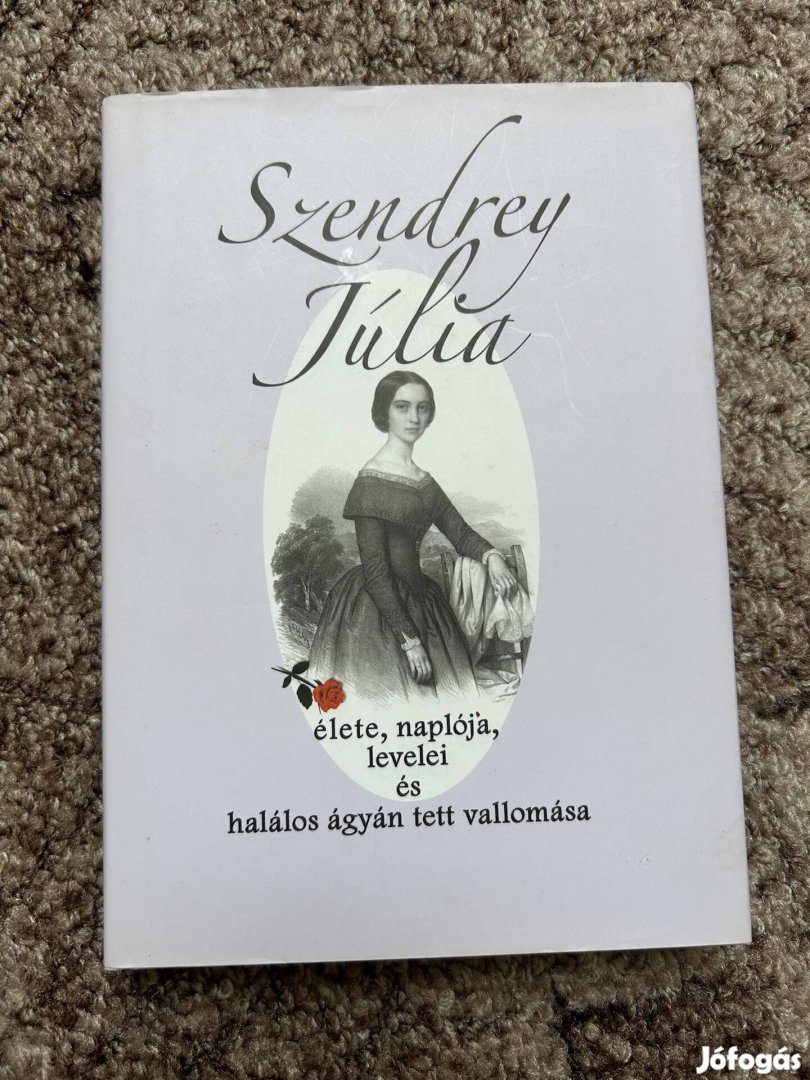 Szendrey
Júlia
élete, naplója,
levelei
és
halálos ágyán tett vallomása
Jófogás